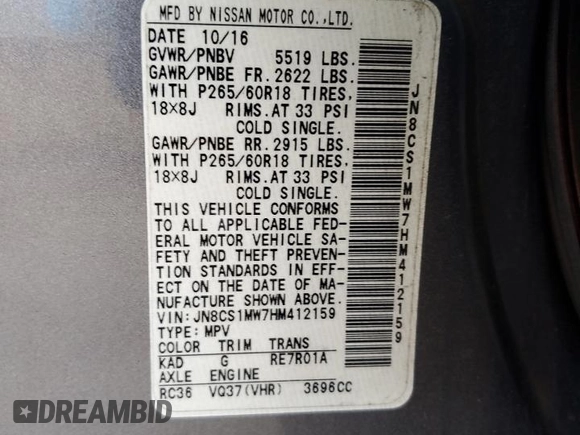 MFD BY NISSAN MOTOR CO.,LTD.
DATE 10/16
GVWR/PNBV 5519 LBS.
GAWR/PNBE FR. 2622 LBS.
WITH P265/60R18 TIRES,
18×8J RIMS.AT 33 PSI
COLD SINGLE.
GAWR/PNBE RR. 2915 LBS.
WITH P265/60R18 TIRES,
18×8J RIMS.AT 33 PSI
COLD SINGLE.
THIS VEHICLE CONFORMS
TO ALL APPLICABLE FED-
ERAL MOTOR VEHICLE SA-
FETY AND THEFT PREVEN-
TION STANDARDS IN EFF-
ECT ON THE DATE OF MA-
NUFACTURE SHOWN ABOVE.
VIN: JN8CS1MW7HM412159
TYPE: MPV
COLOR TRIM TRANS
KAD G RE7R01A
AXLE ENGINE
RC36 VQ37(VHR) 3696CC
JN8CS1MW7HM412159
DREAMBID